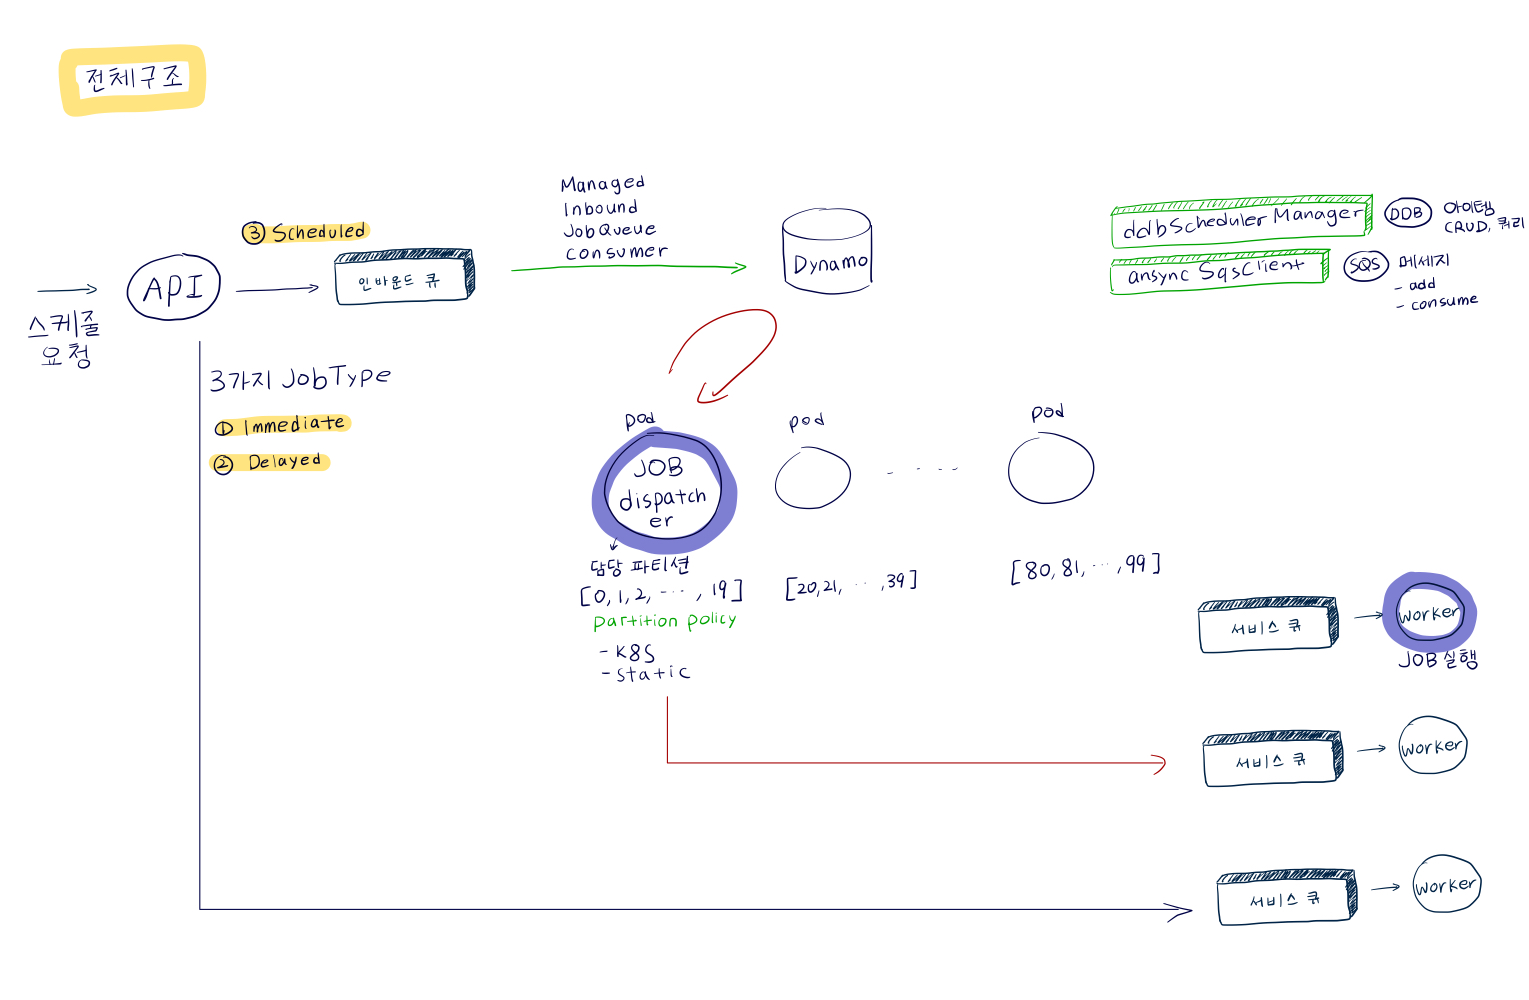 전체구조
③ Scheduled
API
인바운드 큐
스케줄
요청
Managed
Inbound
JobQueue
consumer
Dynamo
ddbScheduler Manager
DDB
아이템
CRUD, 쿼리
ansync SqsClient
SQS
메세지
- add
- consume
3가지 JobType
① Immediate
② Delayed
pod
JOB
dispatch
er
담당 파티션
[0, 1, 2, ···· , 19]
partition policy
- K8S
- static
pod
[20, 21, ··· , 39]
· · · ·
pod
[80, 81, ··· , 99]
서비스 큐
worker
JOB 실행
서비스 큐
worker
서비스 큐
worker